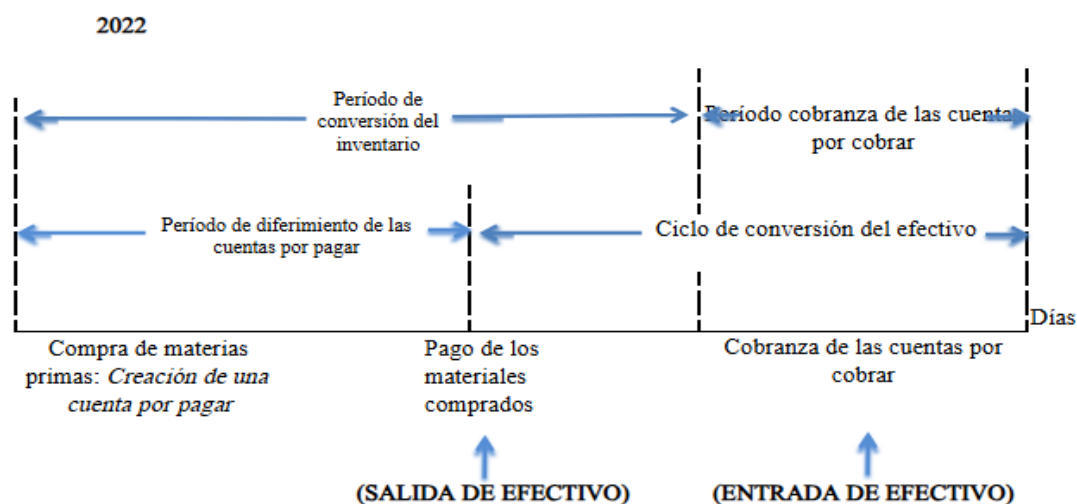 2022
Período de
conversión del
inventario
Período cobranza de las cuentas
por cobrar
Período de diferimiento de las
cuentas por pagar
Ciclo de conversión del efectivo
Días
Compra de materias
primas: Creación de una
cuenta por pagar
Pago de los
materiales
comprados
Cobranza de las cuentas por
cobrar
(SALIDA DE EFECTIVO)
(ENTRADA DE EFECTIVO)